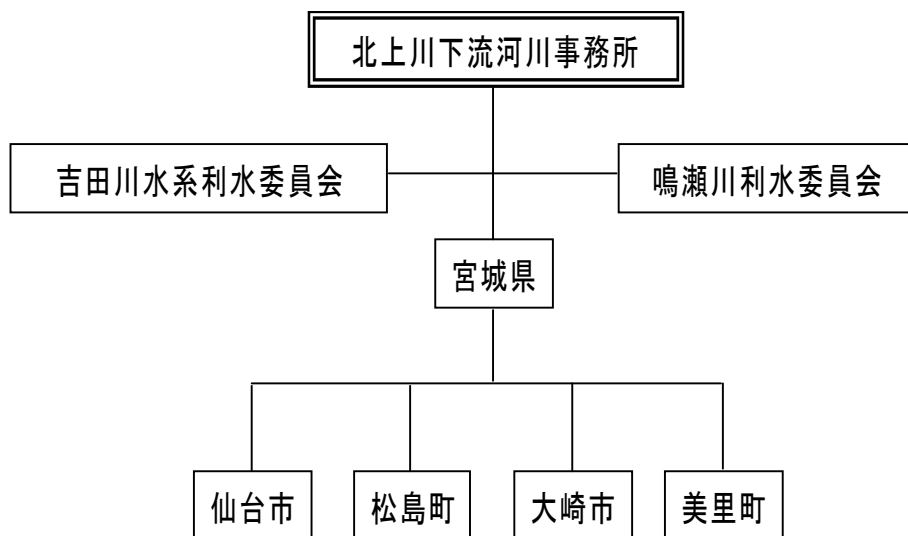 北上川下流河川事務所
吉田川水系利水委員会
鳴瀬川利水委員会
宮城県
仙台市
松島町
大崎市
美里町